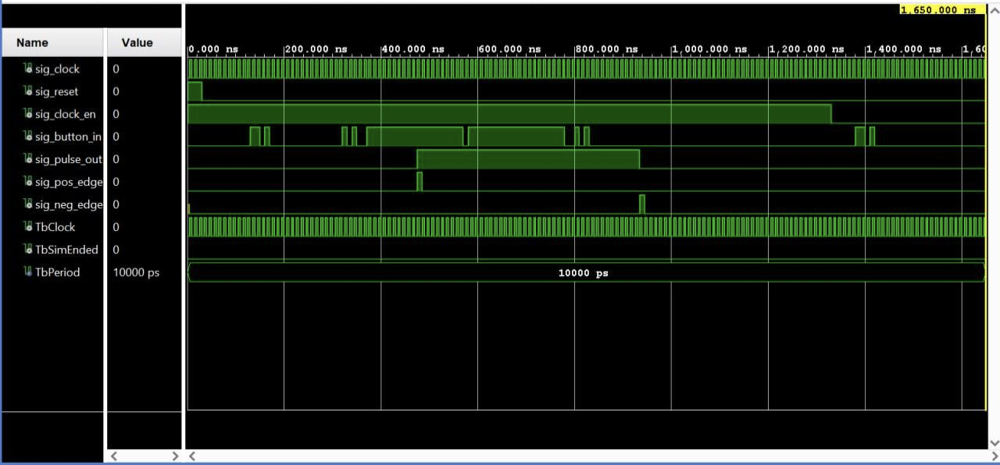 1,650.000 ns
Name Value
0.000 ns 200.000 ns 400.000 ns 600.000 ns 800.000 ns 1,000.000 ns 1,200.000 ns 1,400.000 ns 1,60
sig_clock 0
sig_reset 0
sig_clock_en 0
sig_button_in 0
sig_pulse_out 0
sig_pos_edge 0
sig_neg_edge 0
TbClock 0
TbSimEnded 0
TbPeriod 10000 ps 10000 ps